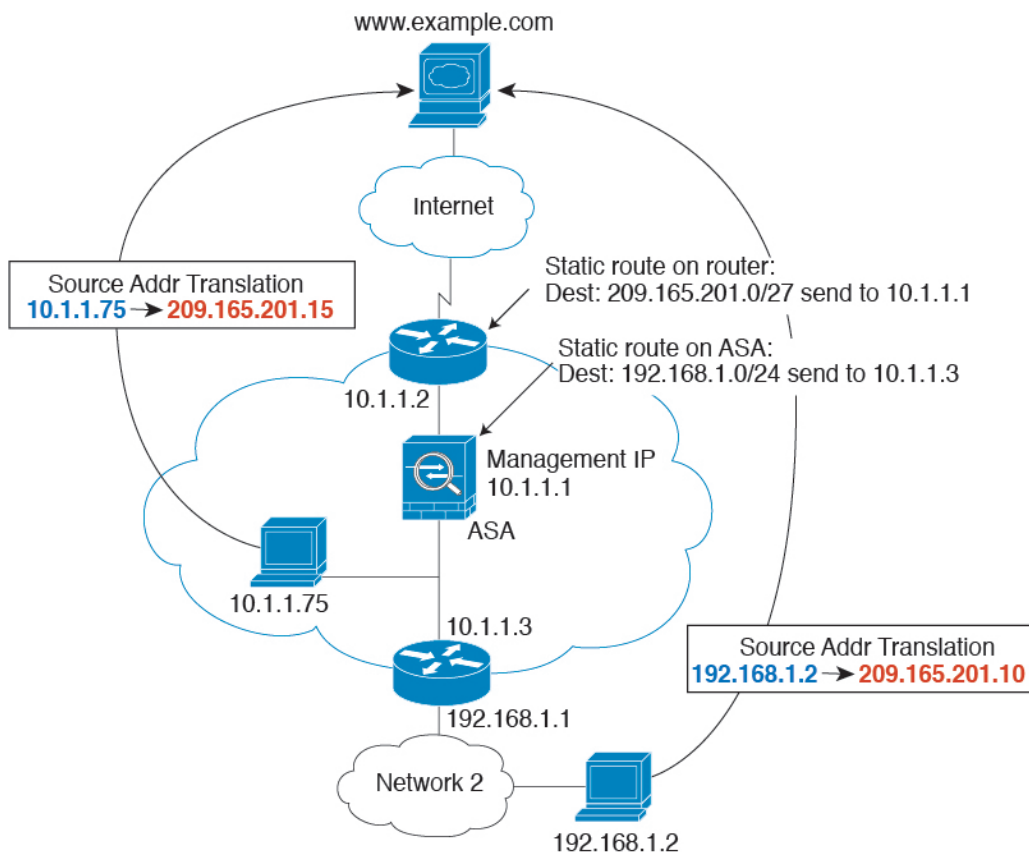 www.example.com
Internet
Source Addr Translation
10.1.1.75 → 209.165.201.15
Static route on router:
Dest: 209.165.201.0/27 send to 10.1.1.1
Static route on ASA:
Dest: 192.168.1.0/24 send to 10.1.1.3
10.1.1.2
Management IP
10.1.1.1
ASA
10.1.1.75
10.1.1.3
Source Addr Translation
192.168.1.2 → 209.165.201.10
192.168.1.1
Network 2
192.168.1.2